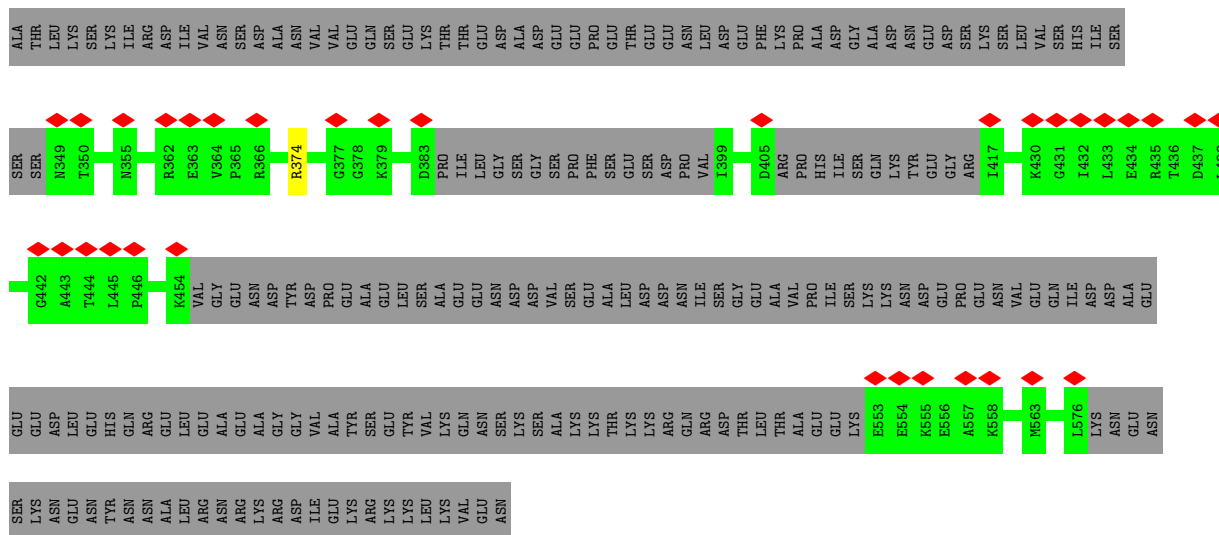 ALA THR LEU LYS SER LYS ILE ARG ASP ILE VAL ASN SER ASP ALA ASN VAL VAL GLU GLN SER GLU LYS THR THR GLU ASP ALA ASP GLU GLU PRO GLU THR GLU GLU ASN LEU ASP GLU PHE LYS PRO ALA ASP GLY ALA ASP ASN GLU ASP SER LYS SER LEU VAL SER HIS ILE SER
SER SER N349 T350 N355 R362 E363 V364 P365 R366 R374 G377 G378 K379 D383 PRO ILE LEU GLY SER GLY SER PRO PHE SER GLU SER ASP PRO VAL I399 D405 ARG PRO HIS ILE SER GLN LYS TYR GLU GLY ARG I417 K430 G431 I432 L433 E434 R435 T436 D437
G442 A443 T444 L445 P446 K454 VAL GLY GLU ASN ASP TYR ASP PRO GLU ALA GLU LEU SER ALA GLU GLU ASN ASP ASP VAL SER GLU ALA LEU ASP ASP ASN ILE SER GLY GLU ALA VAL PRO ILE SER LYS LYS ASN ASP GLU PRO GLU ASN VAL GLU GLN ILE ASP ASP ALA GLU
GLU GLU ASP LEU LEU GLU HIS GLN ARG GLU LEU GLU ALA GLU ALA ALA GLY GLY VAL ALA TYR SER GLU TYR VAL LYS GLN ASN SER LYS SER ALA LYS LYS THR LYS LYS ARG GLN ARG ASP THR LEU THR ALA GLU GLU LYS E553 E554 K555 E556 A557 K558 M563 L576 LYS ASN GLU ASN
SER LYS ASN GLU ASN TYR ASN ASN ALA LEU ARG ASN ARG LYS ARG ASP ILE GLU LYS ARG LYS LYS LEU LYS VAL GLU ASN